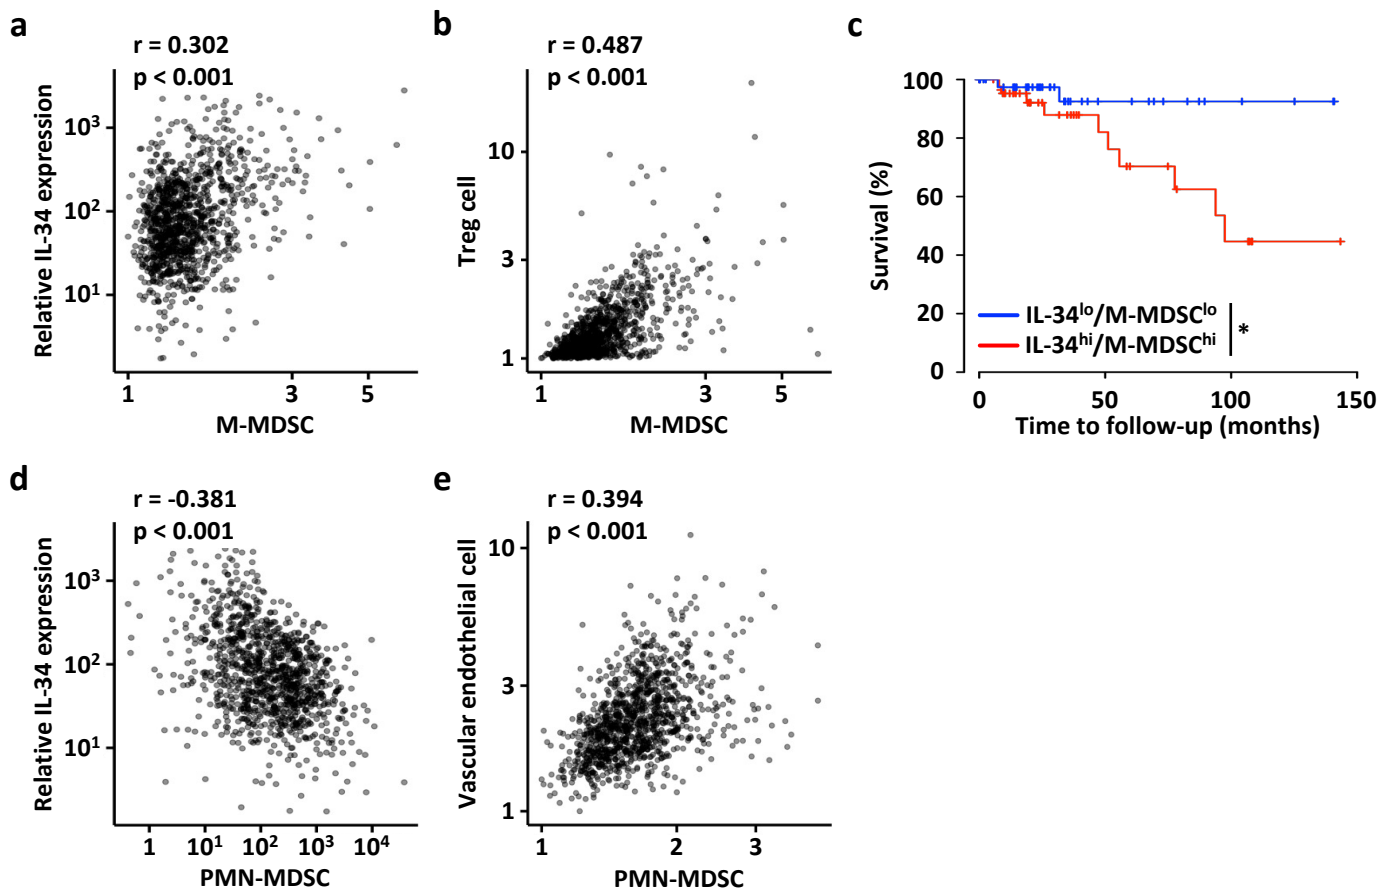 a
r = 0.302
p < 0.001
Relative IL-34 expression
10³
10²
10¹
1
3
5
M-MDSC
b
r = 0.487
p < 0.001
Treg cell
10
3
1
1
3
5
M-MDSC
c
Survival (%)
100
80
60
40
20
0
IL-34ˡᵒ/M-MDSCˡᵒ
IL-34ʰⁱ/M-MDSCʰⁱ
*
0
50
100
150
Time to follow-up (months)
d
r = -0.381
p < 0.001
Relative IL-34 expression
10³
10²
10¹
1
10¹
10²
10³
10⁴
PMN-MDSC
e
r = 0.394
p < 0.001
Vascular endothelial cell
10
3
1
1
2
3
PMN-MDSC